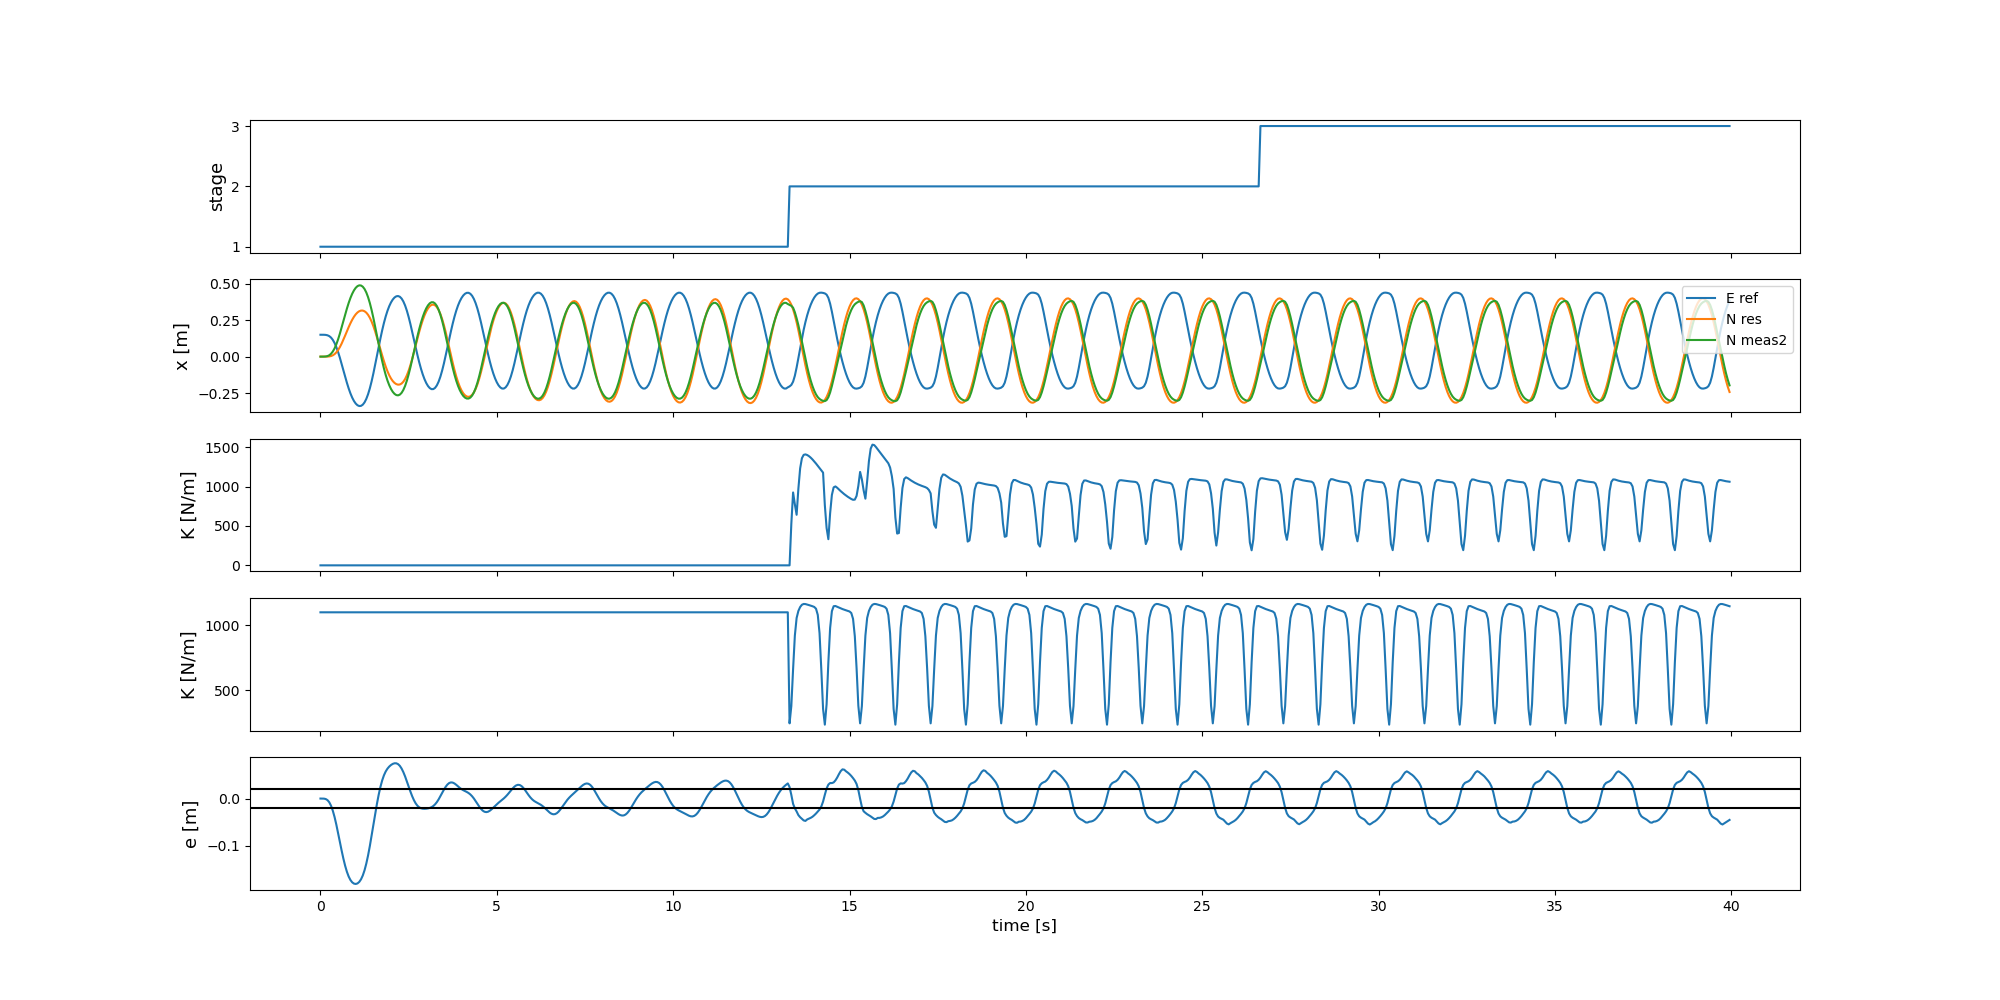 3
2
1
stage
0.50
0.25
0.00
−0.25
x [m]
E ref
N res
N meas2
1500
1000
500
0
K [N/m]
1000
500
K [N/m]
0.0
−0.1
e [m]
0 5 10 15 20 25 30 35 40
time [s]